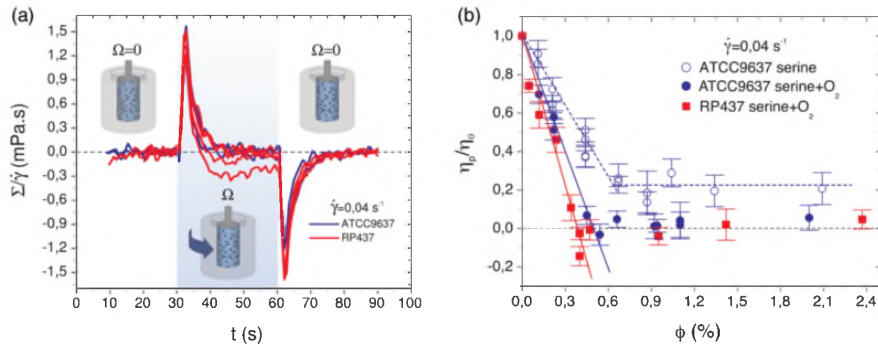 (a)
Σ/γ̇ (mPa.s)
1,5
1,2
0,9
0,6
0,3
0,0
-0,3
-0,6
-0,9
-1,2
-1,5
Ω=0
Ω=0
Ω
γ̇=0,04 s⁻¹
ATCC9637
RP437
0 10 20 30 40 50 60 70 80 90 100
t (s)
(b)
ηp/η0
1,0
0,8
0,6
0,4
0,2
0,0
-0,2
γ̇=0,04 s⁻¹
ATCC9637 serine
ATCC9637 serine+O₂
RP437 serine+O₂
0,0 0,3 0,6 0,9 1,2 1,5 1,8 2,1 2,4
ϕ (%)